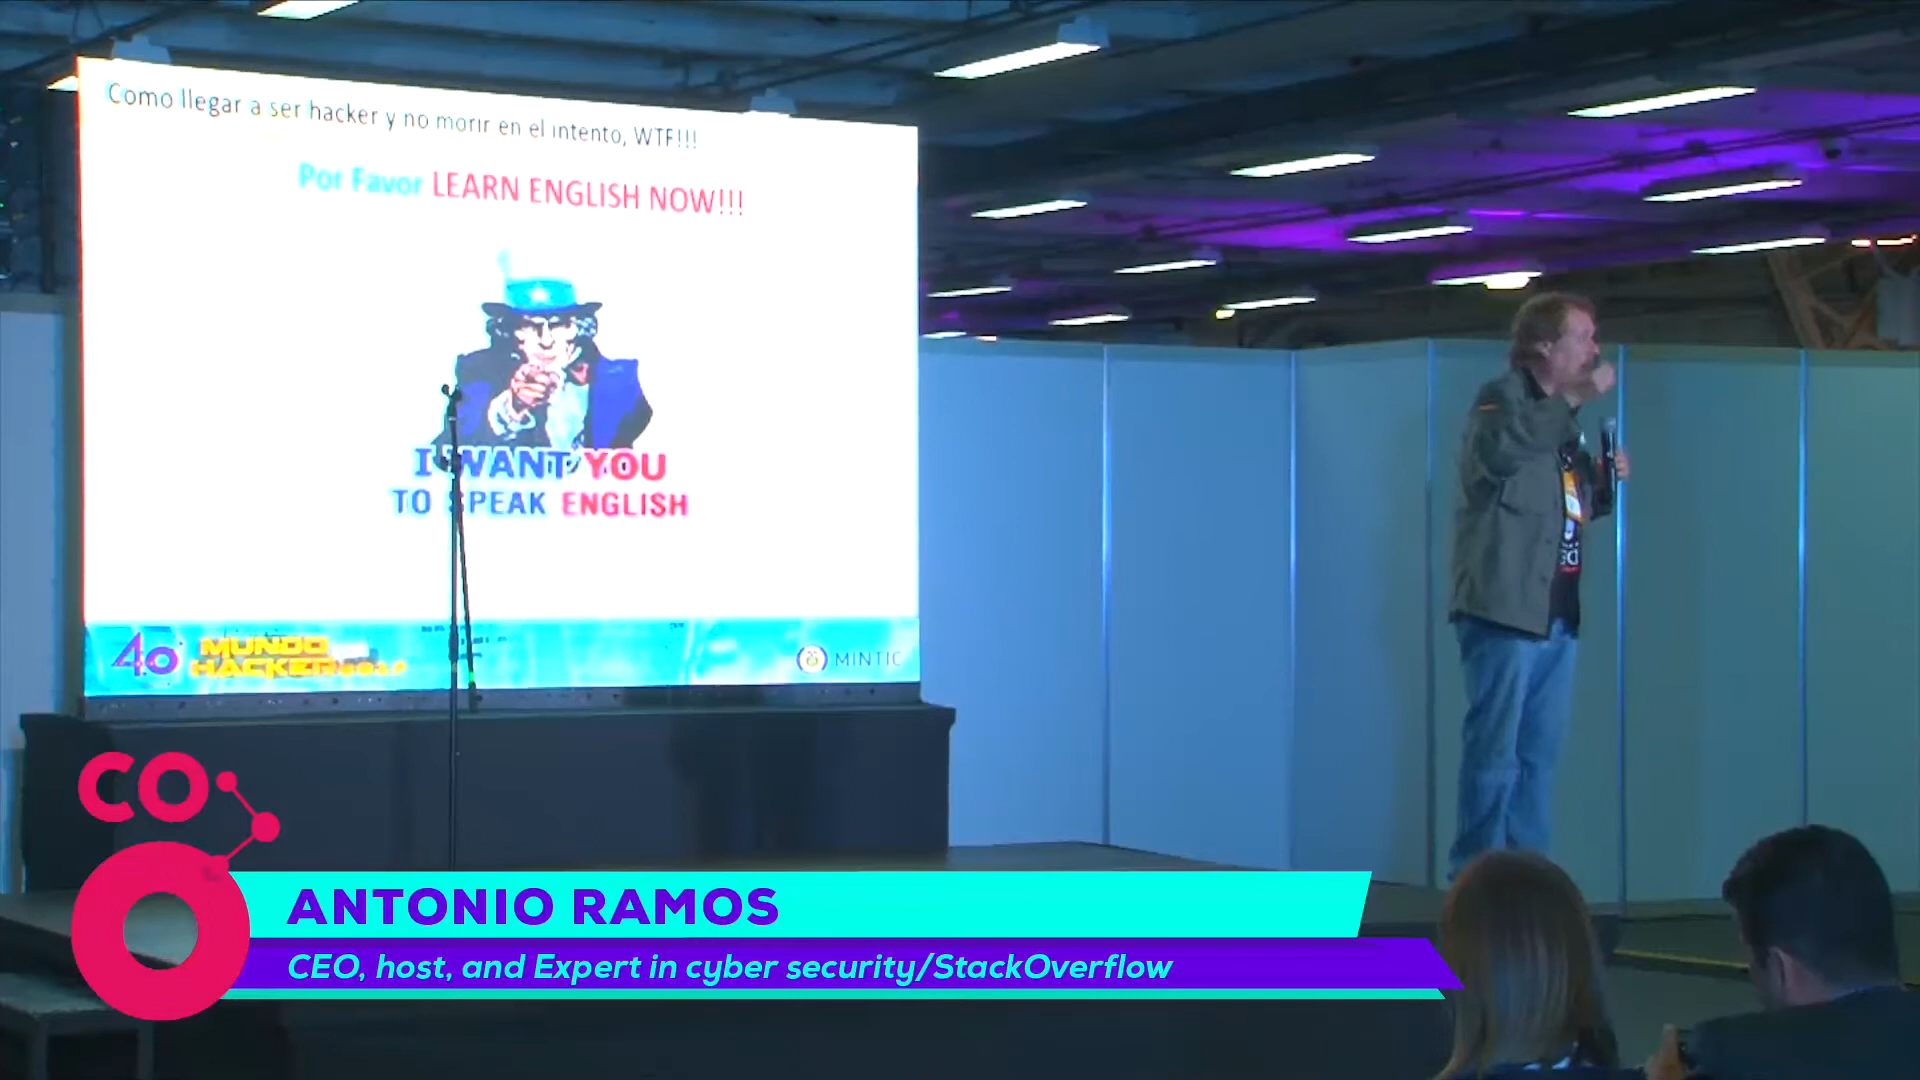 Como llegar a ser hacker y no morir en el intento, WTF!!!
Por Favor LEARN ENGLISH NOW!!!
I WANT YOU
TO SPEAK ENGLISH
4.0
MUNDO
HACKER
MINTIC
CO
ANTONIO RAMOS
CEO, host, and Expert in cyber security/StackOverflow